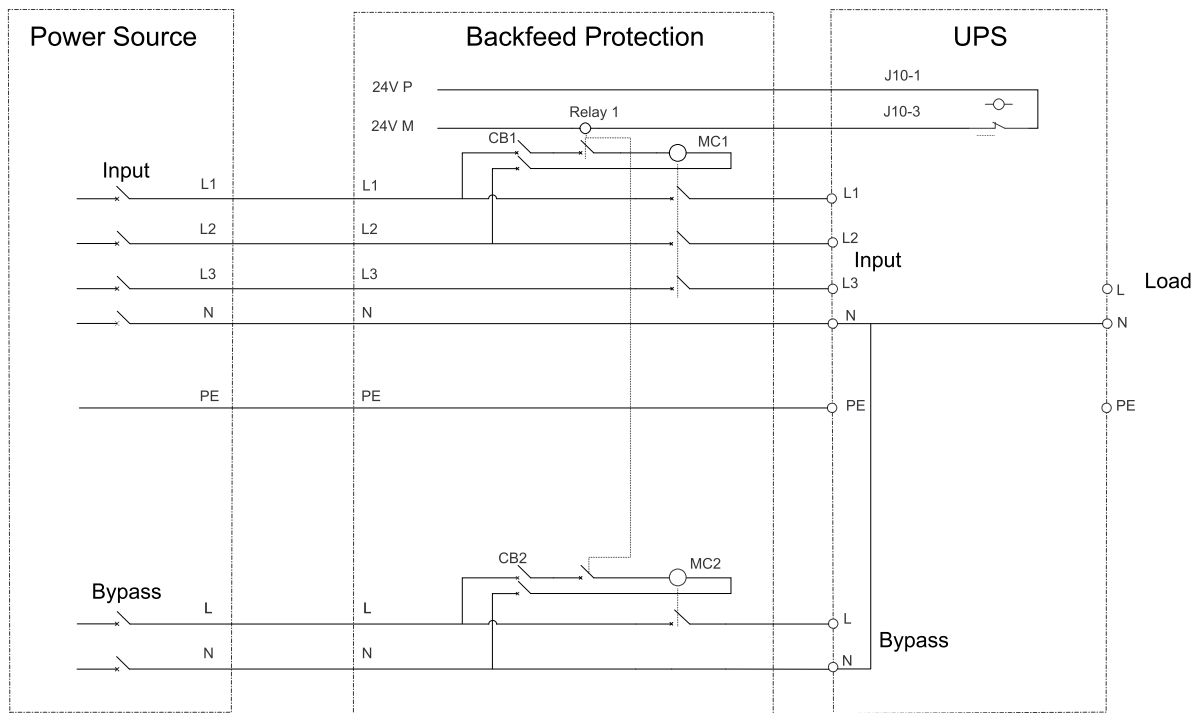 Power Source
Backfeed Protection
UPS
24V P
J10-1
24V M
Relay 1
J10-3
CB1
MC1
Input
L1
L1
L1
L2
L2
L2
Input
L3
L3
L3
L
Load
N
N
N
N
PE
PE
PE
PE
CB2
MC2
Bypass
L
L
L
Bypass
N
N
N